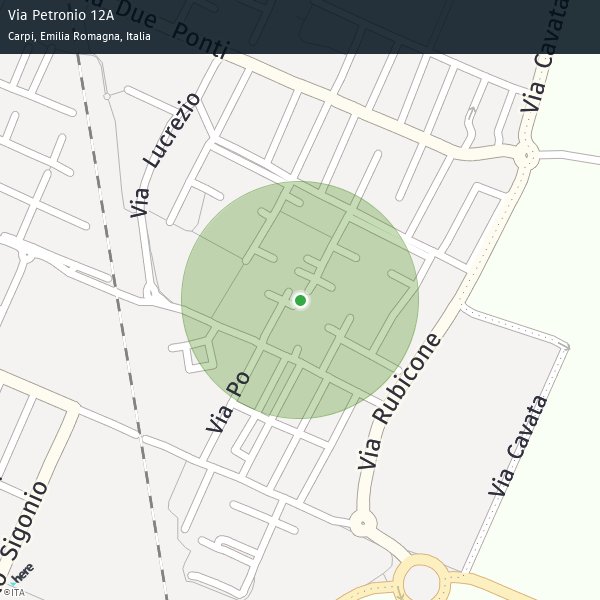 Via Petronio 12A
Carpi, Emilia Romagna, Italia
Due Ponti
Via Cavata
Via Lucrezio
Via Po
Via Rubicone
Via Cavata
Sigonio
here
©ITA